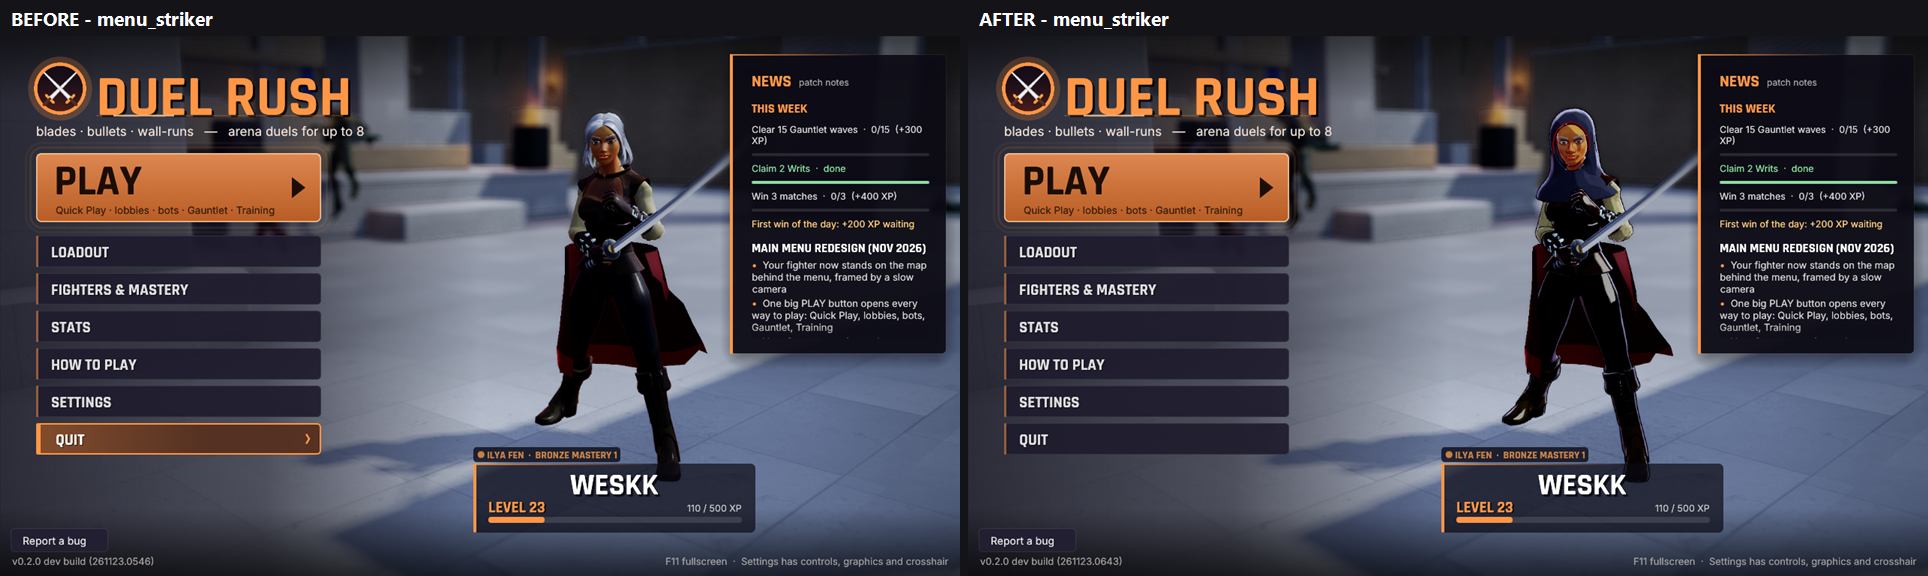 BEFORE - menu_striker
DUEL RUSH
blades · bullets · wall-runs — arena duels for up to 8
PLAY
Quick Play · lobbies · bots · Gauntlet · Training
LOADOUT
FIGHTERS & MASTERY
STATS
HOW TO PLAY
SETTINGS
QUIT
NEWS patch notes
THIS WEEK
Clear 15 Gauntlet waves · 0/15 (+300
XP)
Claim 2 Writs · done
Win 3 matches · 0/3 (+400 XP)
First win of the day: +200 XP waiting
MAIN MENU REDESIGN (NOV 2026)
• Your fighter now stands on the map
behind the menu, framed by a slow
camera
• One big PLAY button opens every
way to play: Quick Play, lobbies, bots,
Gauntlet, Training
ILYA FEN · BRONZE MASTERY 1
WESKK
LEVEL 23 110 / 500 XP
Report a bug
v0.2.0 dev build (261123.0546)
F11 fullscreen · Settings has controls, graphics and crosshair
AFTER - menu_striker
DUEL RUSH
blades · bullets · wall-runs — arena duels for up to 8
PLAY
Quick Play · lobbies · bots · Gauntlet · Training
LOADOUT
FIGHTERS & MASTERY
STATS
HOW TO PLAY
SETTINGS
QUIT
NEWS patch notes
THIS WEEK
Clear 15 Gauntlet waves · 0/15 (+300
XP)
Claim 2 Writs · done
Win 3 matches · 0/3 (+400 XP)
First win of the day: +200 XP waiting
MAIN MENU REDESIGN (NOV 2026)
• Your fighter now stands on the map
behind the menu, framed by a slow
camera
• One big PLAY button opens every
way to play: Quick Play, lobbies, bots,
Gauntlet, Training
ILYA FEN · BRONZE MASTERY 1
WESKK
LEVEL 23 110 / 500 XP
Report a bug
v0.2.0 dev build (261123.0643)
F11 fullscreen · Settings has controls, graphics and crosshair